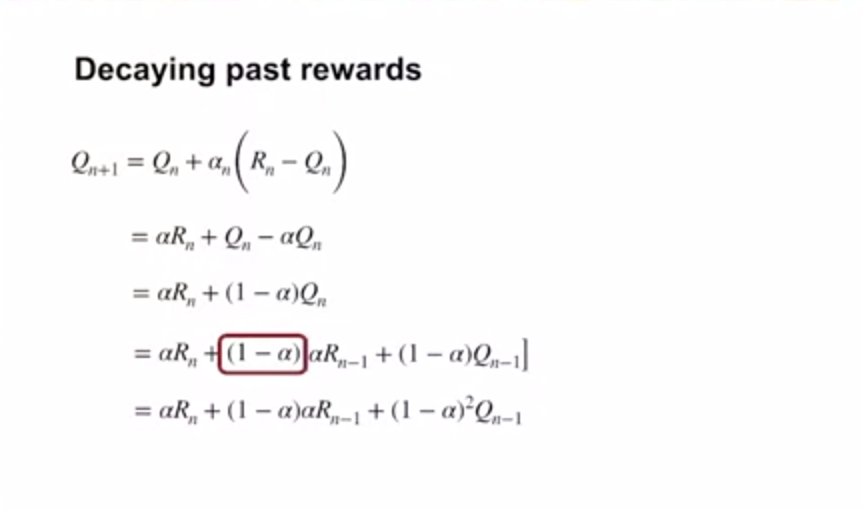 Decaying past rewards
Qₙ₊₁ = Qₙ + αₙ(Rₙ − Qₙ)
= αRₙ + Qₙ − αQₙ
= αRₙ + (1 − α)Qₙ
= αRₙ + (1 − α)αRₙ₋₁ + (1 − α)Qₙ₋₁]
= αRₙ + (1 − α)αRₙ₋₁ + (1 − α)²Qₙ₋₁